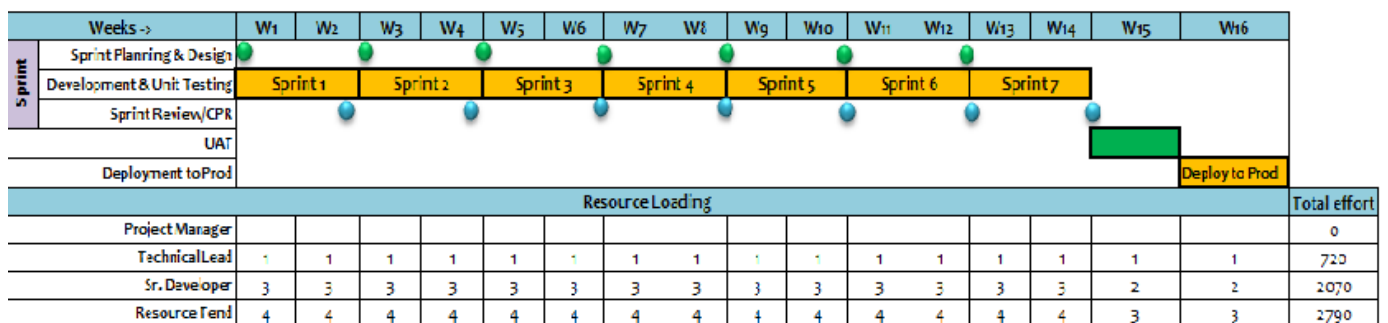 Weeks -> W1 W2 W3 W4 W5 W6 W7 W8 W9 W10 W11 W12 W13 W14 W15 W16
Sprint
Sprint Planning & Design
Development & Unit Testing Sprint 1 Sprint 2 Sprint 3 Sprint 4 Sprint 5 Sprint 6 Sprint 7
Sprint Review/CPR
UAT
Deployment to Prod Deploy to Prod
Resource Loading Total effort
Project Manager 0
Technical Lead 1 1 1 1 1 1 1 1 1 1 1 1 1 1 1 1 720
Sr. Developer 3 3 3 3 3 3 3 3 3 3 3 3 3 3 2 2 2070
Resource 4 4 4 4 4 4 4 4 4 4 4 4 4 4 3 3 2790